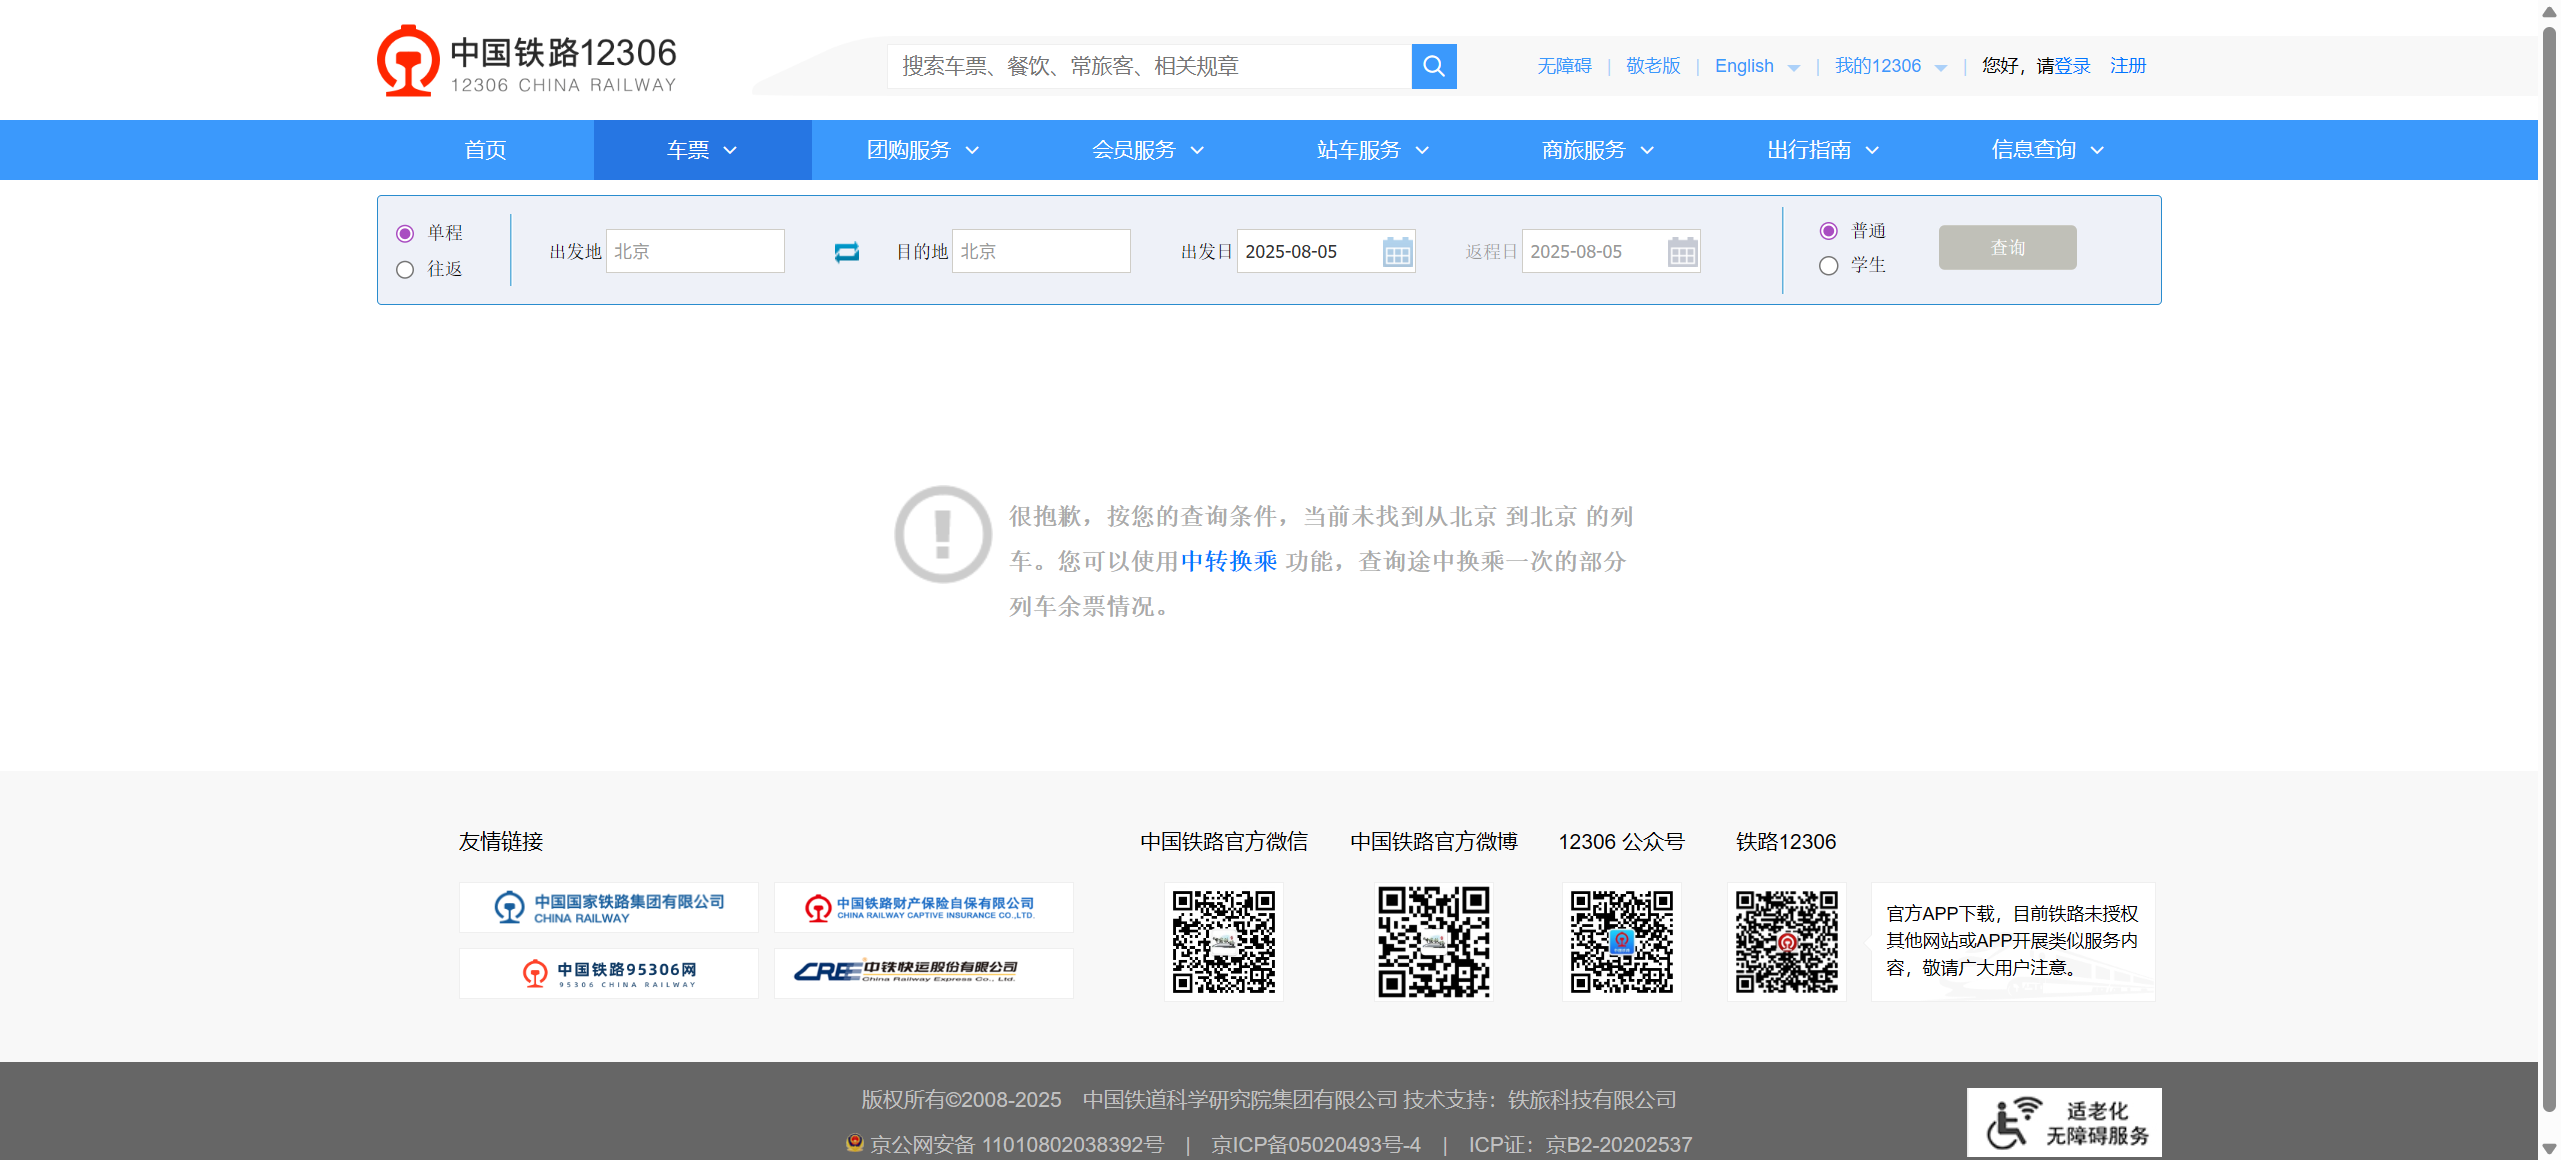 中国铁路12306
12306 CHINA RAILWAY
搜索车票、餐饮、常旅客、相关规章
无障碍 | 敬老版 | English | 我的12306 | 您好，请登录 注册
首页 车票 团购服务 会员服务 站车服务 商旅服务 出行指南 信息查询
单程
往返
出发地 北京 目的地 北京 出发日 2025-08-05 返程日 2025-08-05
普通
学生
查询
很抱歉，按您的查询条件，当前未找到从北京 到北京 的列
车。您可以使用中转换乘 功能，查询途中换乘一次的部分
列车余票情况。
友情链接
中国国家铁路集团有限公司
CHINA RAILWAY
中国铁路财产保险自保有限公司
CHINA RAILWAY CAPTIVE INSURANCE CO.,LTD.
中国铁路95306网
95306 CHINA RAILWAY
CRE 中铁快运股份有限公司
China Railway Express Co., Ltd.
中国铁路官方微信 中国铁路官方微博 12306 公众号 铁路12306
官方APP下载，目前铁路未授权
其他网站或APP开展类似服务内
容，敬请广大用户注意。
版权所有©2008-2025 中国铁道科学研究院集团有限公司 技术支持：铁旅科技有限公司
京公网安备 11010802038392号 | 京ICP备05020493号-4 | ICP证：京B2-20202537
适老化
无障碍服务